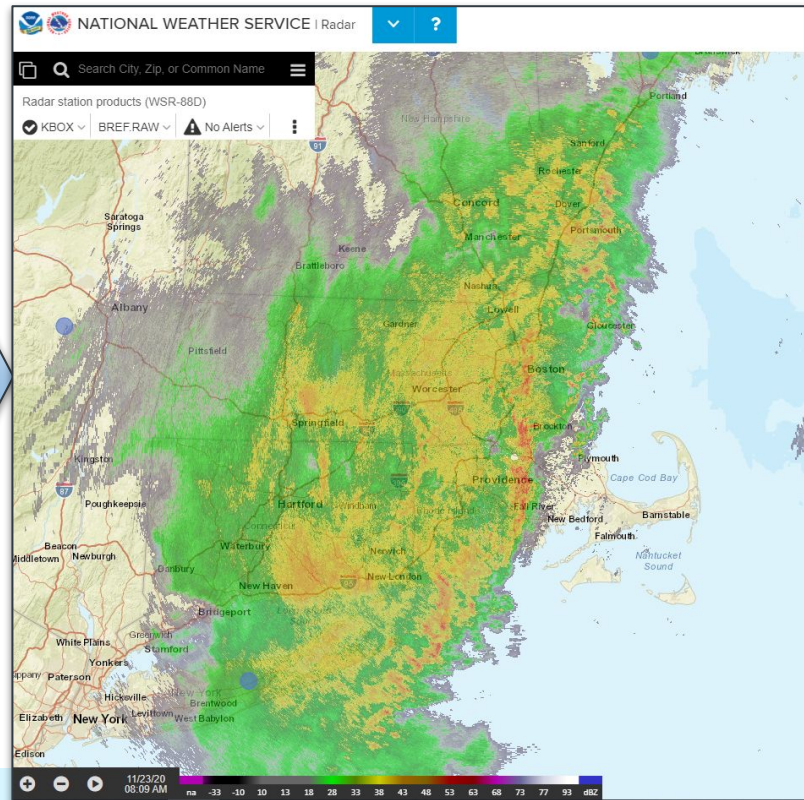 NATIONAL WEATHER SERVICE | Radar
?
Search City, Zip, or Common Name
Radar station products (WSR-88D)
KBOX
BREF.RAW
No Alerts
Portland
New Hampshire
91
Sanford
Rochester
Concord
Dover
Saratoga
Springs
Portsmouth
Manchester
Keene
Brattleboro
Nashua
Albany
Lowell
Gardner
Gloucester
Pittsfield
Massachusetts
Boston
Worcester
Springfield
Brockton
Kingston
Plymouth
87
Providence
Cape Cod Bay
Poughkeepsie
Hartford
Windham
Rhode Island
Fall River
New Bedford
Barnstable
Connecticut
Falmouth
Beacon
Waterbury
Middletown
Newburgh
Norwich
Nantucket
Sound
Danbury
New London
New Haven
Bridgeport
Greenwich
White Plains
Stamford
Yonkers
Paterson
Hicksville
New York
Brentwood
Elizabeth
New York
Levittown
West Babylon
Edison
11/23/20
08:09 AM
na -33 -10 10 13 18 28 33 38 43 48 53 63 68 73 77 93 dBZ